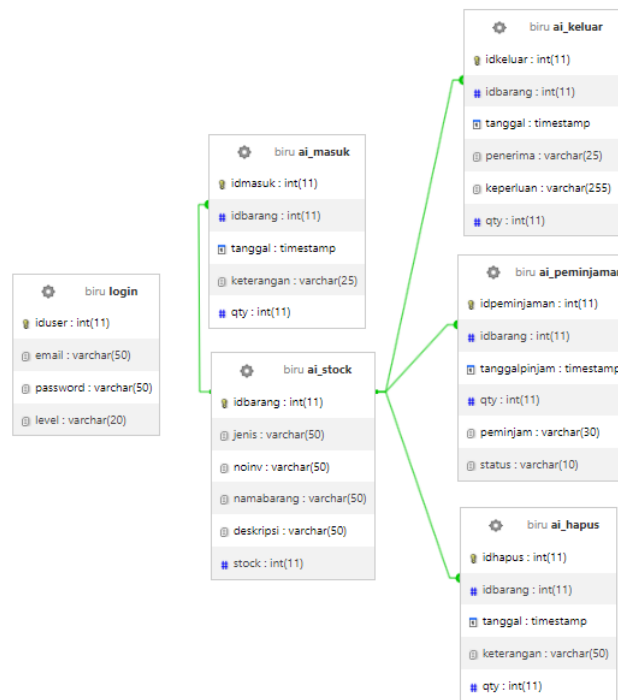 biru login
iduser : int(11)
email : varchar(50)
password : varchar(50)
level : varchar(20)
biru ai_masuk
idmasuk : int(11)
idbarang : int(11)
tanggal : timestamp
keterangan : varchar(25)
qty : int(11)
biru ai_stock
idbarang : int(11)
jenis : varchar(50)
noinv : varchar(50)
namabarang : varchar(50)
deskripsi : varchar(50)
stock : int(11)
biru ai_keluar
idkeluar : int(11)
idbarang : int(11)
tanggal : timestamp
penerima : varchar(25)
keperluan : varchar(255)
qty : int(11)
biru ai_peminjaman
idpeminjaman : int(11)
idbarang : int(11)
tanggalpinjam : timestamp
qty : int(11)
peminjam : varchar(30)
status : varchar(10)
biru ai_hapus
idhapus : int(11)
idbarang : int(11)
tanggal : timestamp
keterangan : varchar(50)
qty : int(11)